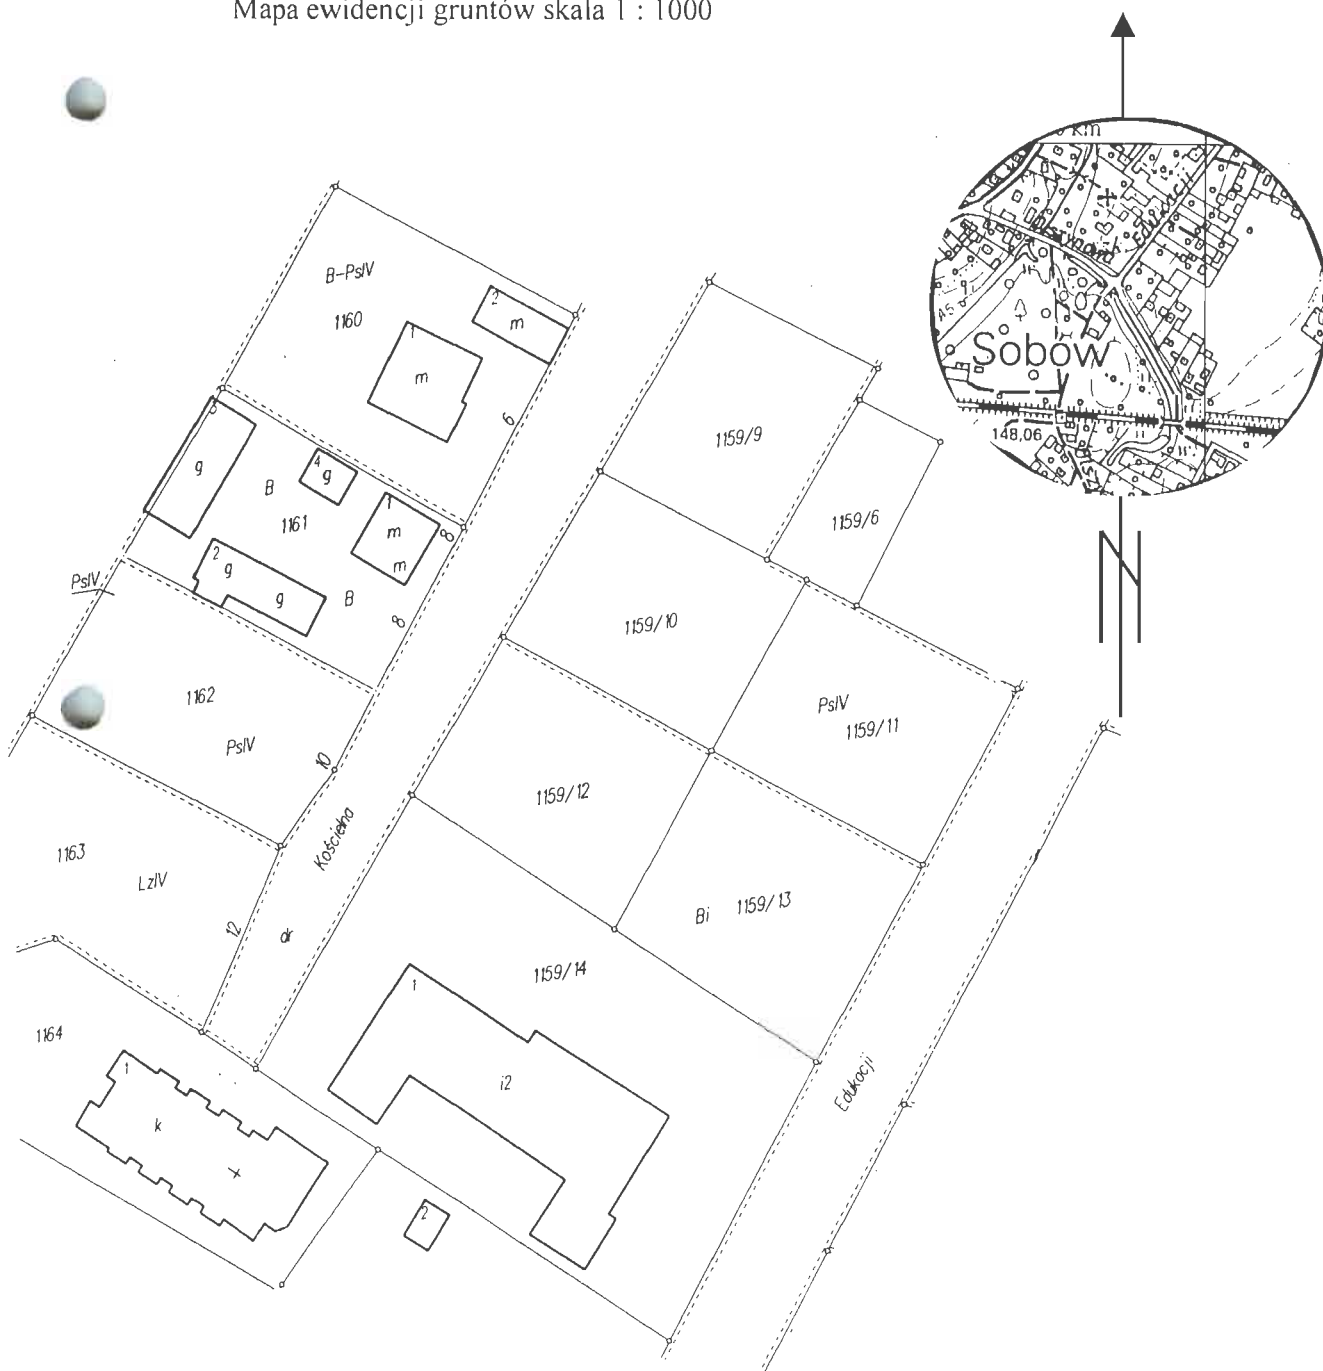 Mapa ewidencji gruntów skala 1 : 1000
km
Sobów
148,06
B-PsIV
1160
2
m
1
m
6
g
4
g
B
1161
1
m
m
8
2
g
g
B
8
PsIV
1162
PsIV
10
Kościelna
1163
LzIV
12
dr
1164
1
k
1159/9
1159/6
1159/10
PsIV
1159/11
1159/12
Bi 1159/13
1159/14
1
i2
2
Edukacji
N